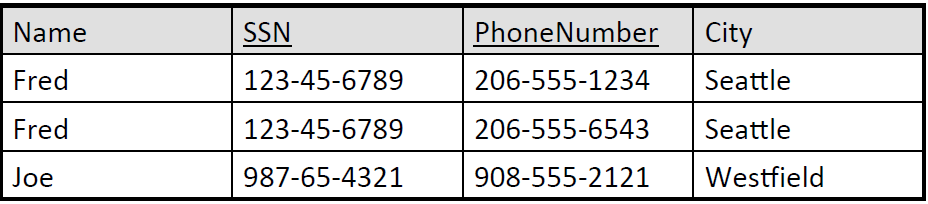 Name SSN PhoneNumber City
Fred 123-45-6789 206-555-1234 Seattle
Fred 123-45-6789 206-555-6543 Seattle
Joe 987-65-4321 908-555-2121 Westfield